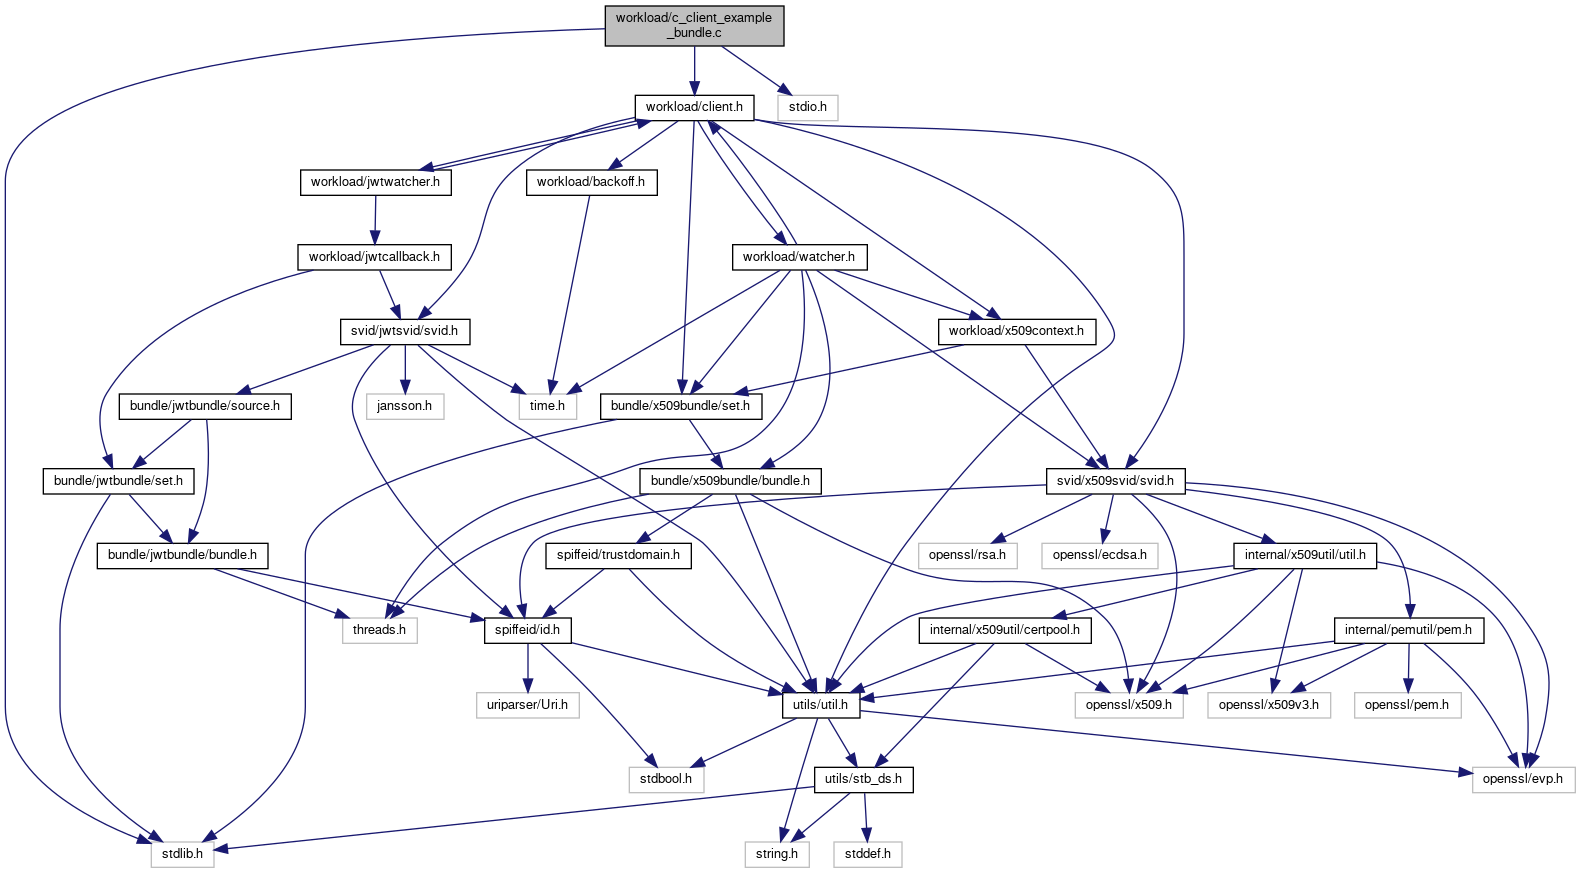 workload/c_client_example
_bundle.c
workload/client.h
stdio.h
workload/jwtwatcher.h
workload/backoff.h
workload/jwtcallback.h
workload/watcher.h
svid/jwtsvid/svid.h
workload/x509context.h
bundle/jwtbundle/source.h
jansson.h
time.h
bundle/x509bundle/set.h
bundle/jwtbundle/set.h
bundle/x509bundle/bundle.h
svid/x509svid/svid.h
bundle/jwtbundle/bundle.h
spiffeid/trustdomain.h
openssl/rsa.h
openssl/ecdsa.h
internal/x509util/util.h
threads.h
spiffeid/id.h
internal/x509util/certpool.h
internal/pemutil/pem.h
uriparser/Uri.h
utils/util.h
openssl/x509.h
openssl/x509v3.h
openssl/pem.h
stdbool.h
utils/stb_ds.h
openssl/evp.h
stdlib.h
string.h
stddef.h